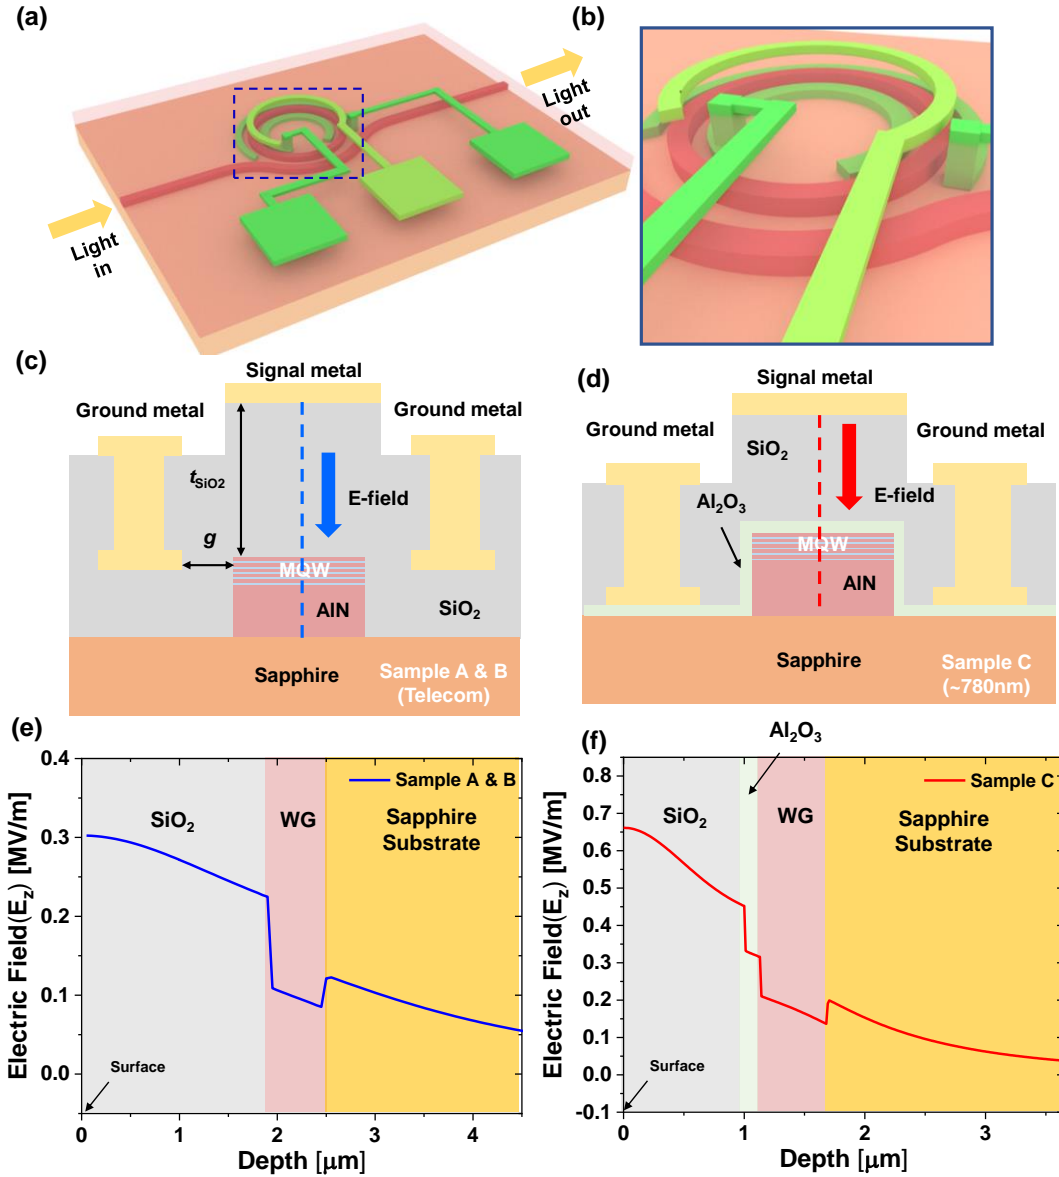 (a)
(b)
Light
out
Light
in
(c)
Signal metal
Ground metal
Ground metal
t_SiO2
E-field
g
MQW
AlN
SiO₂
Sapphire
Sample A & B
(Telecom)
(d)
Signal metal
Ground metal
Ground metal
SiO₂
Al₂O₃
E-field
MQW
AlN
Sapphire
Sample C
(~780nm)
(e)
Electric Field(E_z) [MV/m]
0.4
0.3
0.2
0.1
0.0
Sample A & B
SiO₂
WG
Sapphire
Substrate
Surface
0
1
2
3
4
Depth [μm]
(f)
Al₂O₃
Electric Field(E_z) [MV/m]
0.8
0.7
0.6
0.5
0.4
0.3
0.2
0.1
0.0
-0.1
Sample C
SiO₂
WG
Sapphire
Substrate
Surface
0
1
2
3
Depth [μm]